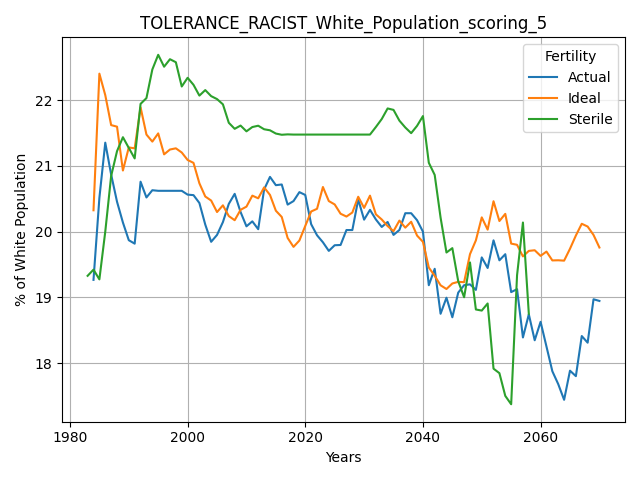 TOLERANCE_RACIST_White_Population_scoring_5
Fertility
Actual
Ideal
Sterile
% of White Population
22
21
20
19
18
1980
2000
2020
2040
2060
Years